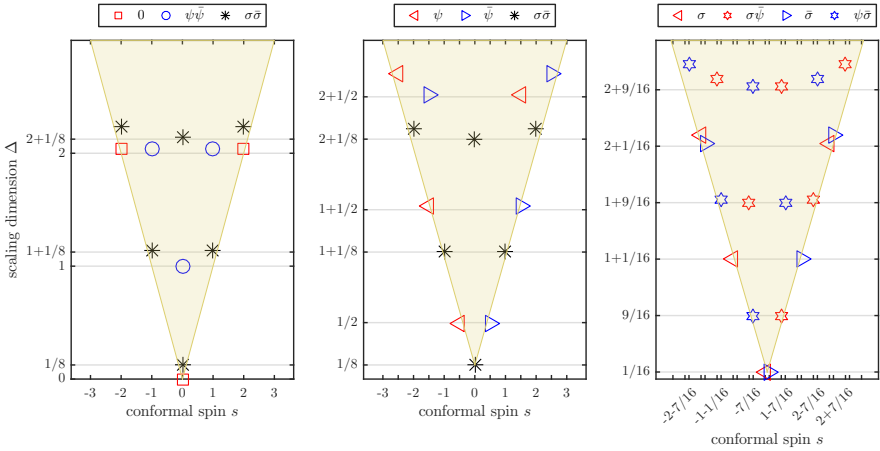 0 ψψ̄ σσ̄
ψ ψ̄ σσ̄
σ σψ̄ σ̄ ψσ̄
scaling dimension Δ
2+1/8
2
1+1/8
1
1/8
0
-3 -2 -1 0 1 2 3
conformal spin s
2+1/2
2+1/8
1+1/2
1+1/8
1/2
1/8
-3 -2 -1 0 1 2 3
conformal spin s
2+9/16
2+1/16
1+9/16
1+1/16
9/16
1/16
-2-7/16 -1-1/16 -7/16 1-7/16 2-7/16 2+7/16
conformal spin s